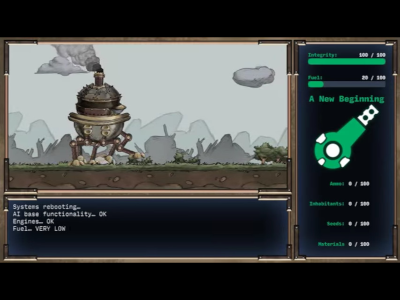 Integrity: 100 / 100
Fuel: 20 / 100
A New Beginning
Ammo: 0 / 100
Inhabitants: 0 / 100
Seeds: 0 / 100
Materials 0 / 100
Systems rebooting…
AI base functionality… OK
Engines… OK
Fuel… VERY LOW